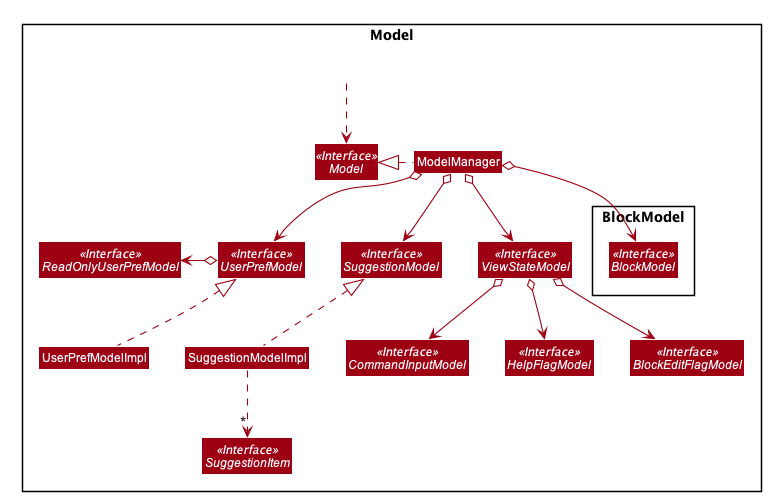 Model
«Interface»
Model
ModelManager
BlockModel
«Interface»
ReadOnlyUserPrefModel
«Interface»
UserPrefModel
«Interface»
SuggestionModel
«Interface»
ViewStateModel
«Interface»
BlockModel
UserPrefModelImpl
SuggestionModelImpl
«Interface»
CommandInputModel
«Interface»
HelpFlagModel
«Interface»
BlockEditFlagModel
*
«Interface»
SuggestionItem